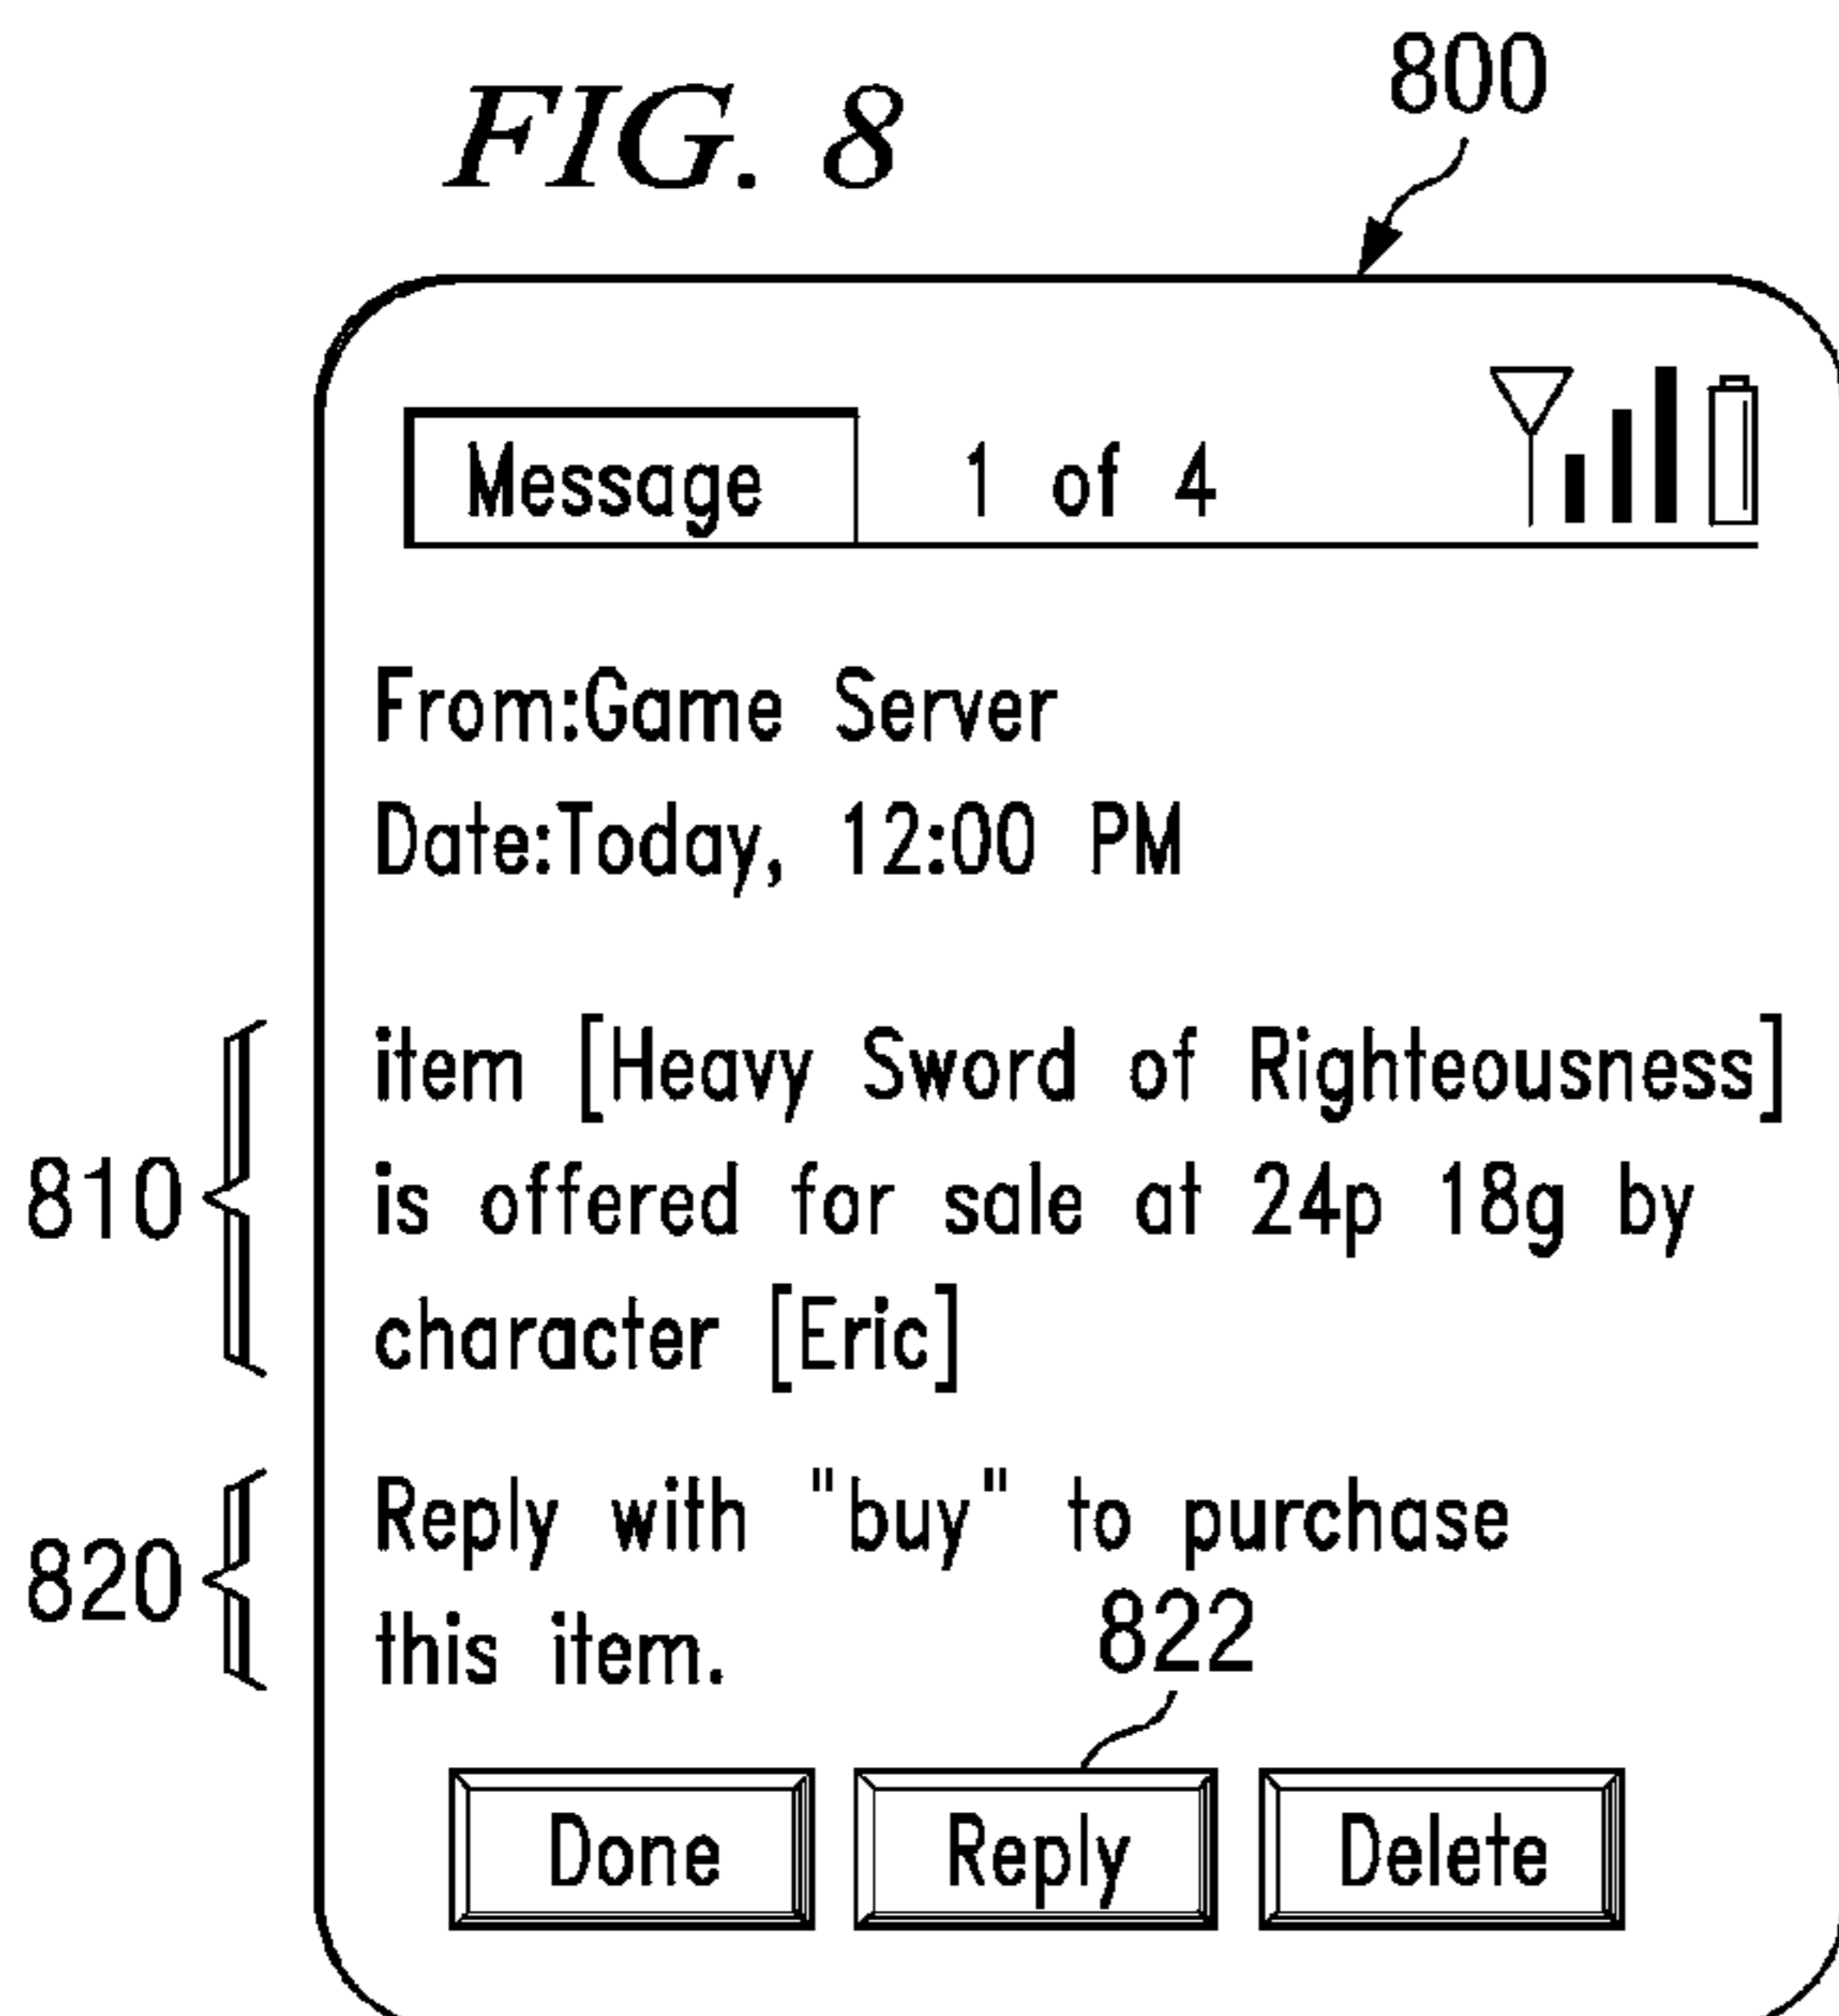 FIG. 8
800
Message 1 of 4
From:Game Server
Date:Today, 12:00 PM
810
item [Heavy Sword of Righteousness]
is offered for sale at 24p 18g by
character [Eric]
820
Reply with "buy" to purchase
this item.
822
Done Reply Delete